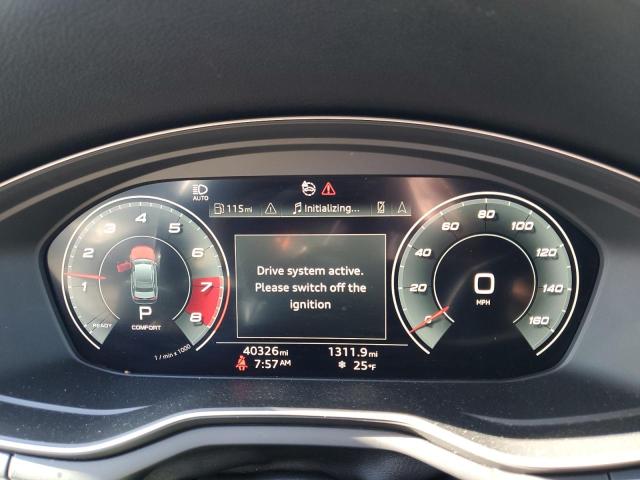 AUTO
115mi
Initializing...
1 2 3 4 5 6 7 8
P
READY
COMFORT
1 / min x 1000
Drive system active.
Please switch off the
ignition
0 20 40 60 80 100 120 140 160
0
MPH
40326mi
1311.9mi
7:57AM
❄ 25°F